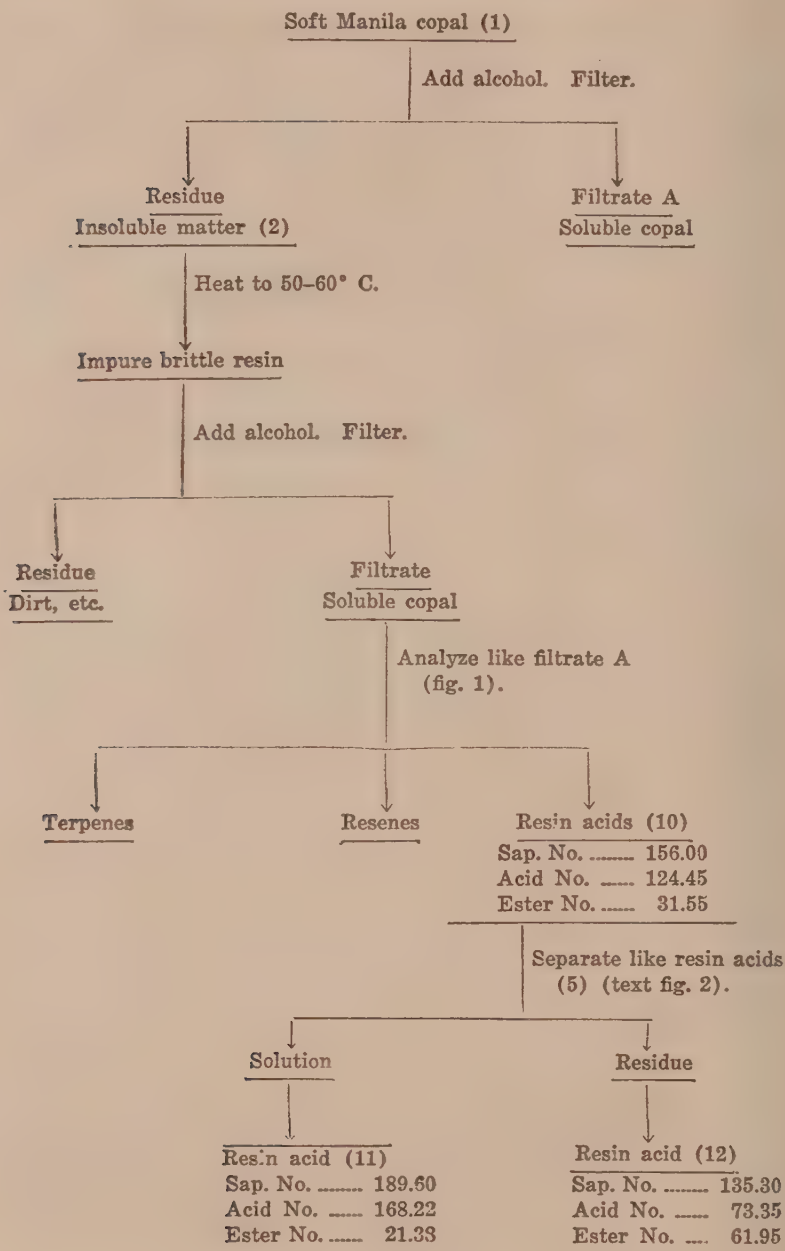 Soft Manila copal (1)
Add alcohol. Filter.
Residue
Insoluble matter (2)
Filtrate A
Soluble copal
Heat to 50–60° C.
Impure brittle resin
Add alcohol. Filter.
Residue
Dirt, etc.
Filtrate
Soluble copal
Analyze like filtrate A
(fig. 1).
Terpenes
Resenes
Resin acids (10)
Sap. No. ........ 156.00
Acid No. ...... 124.45
Ester No. ...... 31.55
Separate like resin acids
(5) (text fig. 2).
Solution
Residue
Resin acid (11)
Sap. No. ........ 189.60
Acid No. ...... 168.22
Ester No. ...... 21.38
Resin acid (12)
Sap. No. ........ 135.30
Acid No. ...... 73.35
Ester No. .... 61.95